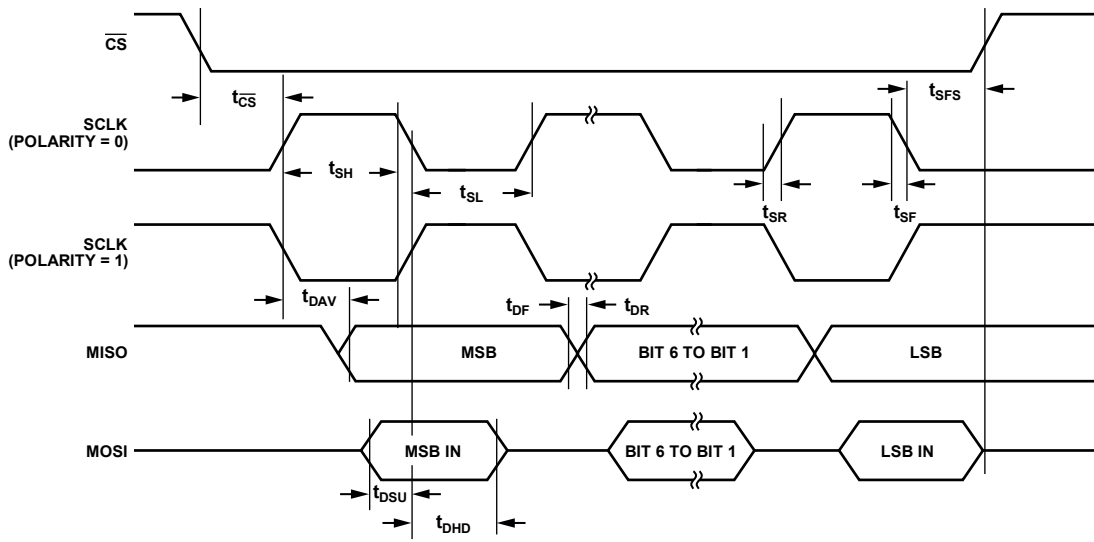 CS
tCS
tSFS
SCLK
(POLARITY = 0)
tSH
tSL
tSR
tSF
SCLK
(POLARITY = 1)
tDAV
tDF
tDR
MISO
MSB
BIT 6 TO BIT 1
LSB
MOSI
MSB IN
BIT 6 TO BIT 1
LSB IN
tDSU
tDHD